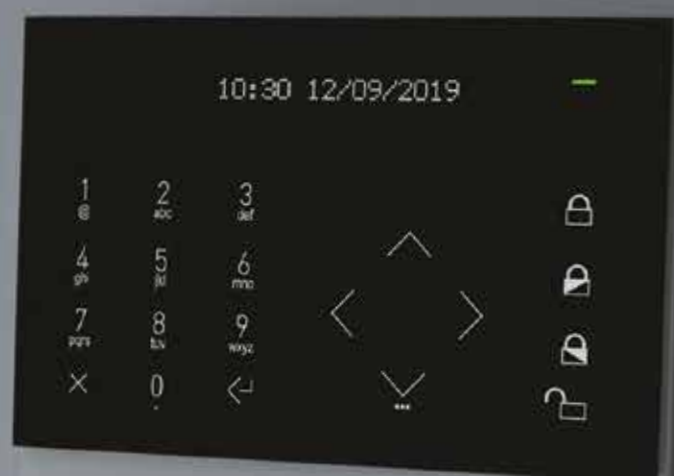 10:30 12/09/2019
1 2 3
@ abc def
4 5 6
ghi jkl mno
7 8 9
pqrs tuv wxyz
0